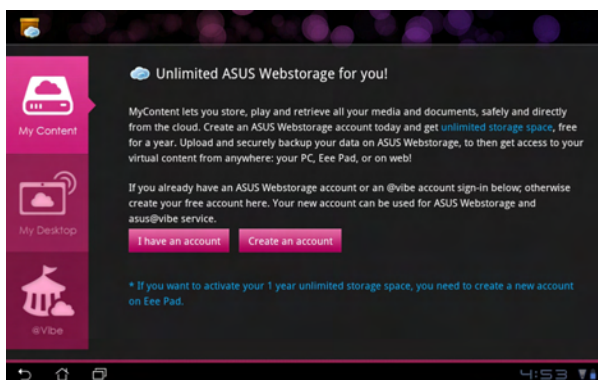 Unlimited ASUS Webstorage for you!
My Content
MyContent lets you store, play and retrieve all your media and documents, safely and directly
from the cloud. Create an ASUS Webstorage account today and get unlimited storage space, free
for a year. Upload and securely backup your data on ASUS Webstorage, to then get access to your
virtual content from anywhere: your PC, Eee Pad, or on web!
If you already have an ASUS Webstorage account or an @vibe account sign-in below; otherwise
create your free account here. Your new account can be used for ASUS Webstorage and
asus@vibe service.
My Desktop
I have an account
Create an account
* If you want to activate your 1 year unlimited storage space, you need to create a new account
on Eee Pad.
@Vibe
4:53